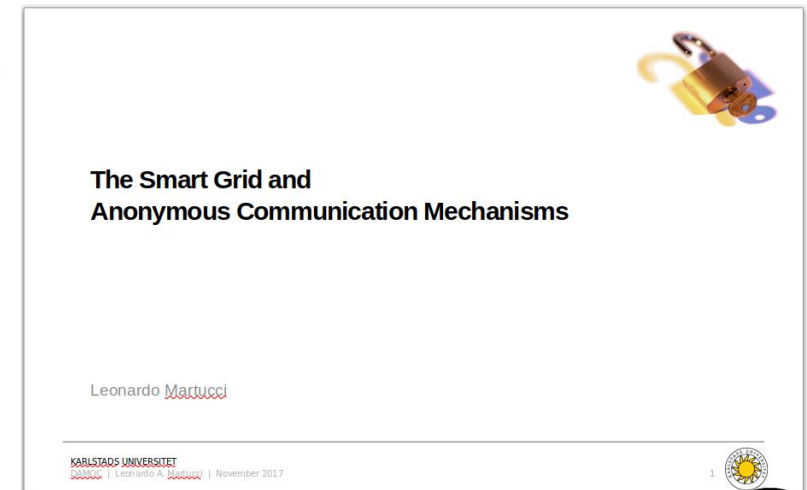 The Smart Grid and
Anonymous Communication Mechanisms
Leonardo Martucci
KARLSTADS UNIVERSITET
DAMOC | Leonardo A. Martucci | November 2017
1